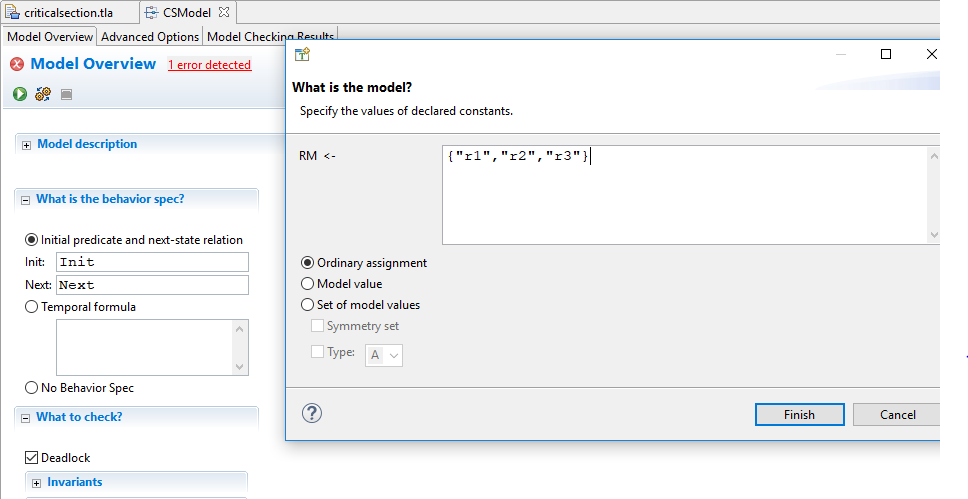 criticalsection.tla
CSModel
Model Overview Advanced Options Model Checking Results
Model Overview 1 error detected
Model description
What is the behavior spec?
Initial predicate and next-state relation
Init: Init
Next: Next
Temporal formula
No Behavior Spec
What to check?
Deadlock
Invariants
What is the model?
Specify the values of declared constants.
RM <- {"r1","r2","r3"}
Ordinary assignment
Model value
Set of model values
Symmetry set
Type: A
?
Finish Cancel